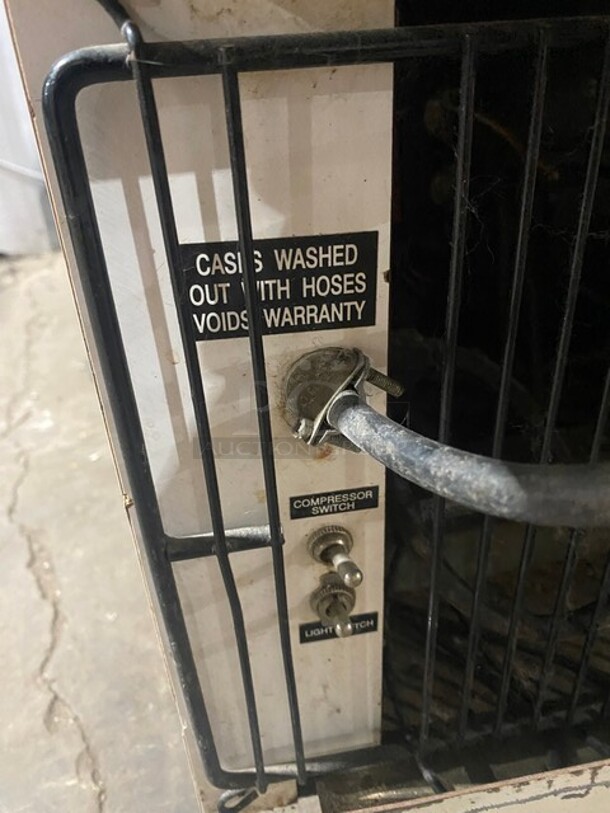 CASES WASHED
OUT WITH HOSES
VOIDS WARRANTY
COMPRESSOR
SWITCH
LIGHT SWITCH